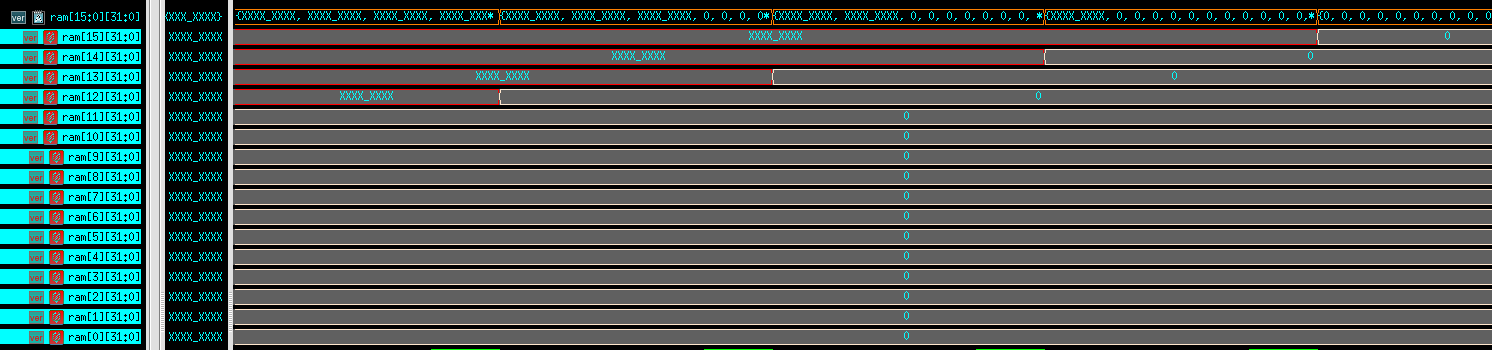 ver ram[15:0][31:0] XXXX_XXXX} {XXXX_XXXX, XXXX_XXXX, XXXX_XXXX, XXXX* {XXXX_XXXX, XXXX_XXXX, XXXX_XXXX, 0, 0, 0, 0* {XXXX_XXXX, XXXX_XXXX, 0, 0, 0, 0, 0, 0, * {XXXX_XXXX, 0, 0, 0, 0, 0, 0, 0, 0, 0, 0, * {0, 0, 0, 0, 0, 0, 0, 0, 0, 0
ver ram[15][31:0] XXXX_XXXX XXXX_XXXX 0
ver ram[14][31:0] XXXX_XXXX XXXX_XXXX 0
ver ram[13][31:0] XXXX_XXXX XXXX_XXXX 0
ver ram[12][31:0] XXXX_XXXX XXXX_XXXX 0
ver ram[11][31:0] XXXX_XXXX 0
ver ram[10][31:0] XXXX_XXXX 0
ver ram[9][31:0] XXXX_XXXX 0
ver ram[8][31:0] XXXX_XXXX 0
ver ram[7][31:0] XXXX_XXXX 0
ver ram[6][31:0] XXXX_XXXX 0
ver ram[5][31:0] XXXX_XXXX 0
ver ram[4][31:0] XXXX_XXXX 0
ver ram[3][31:0] XXXX_XXXX 0
ver ram[2][31:0] XXXX_XXXX 0
ver ram[1][31:0] XXXX_XXXX 0
ver ram[0][31:0] XXXX_XXXX 0